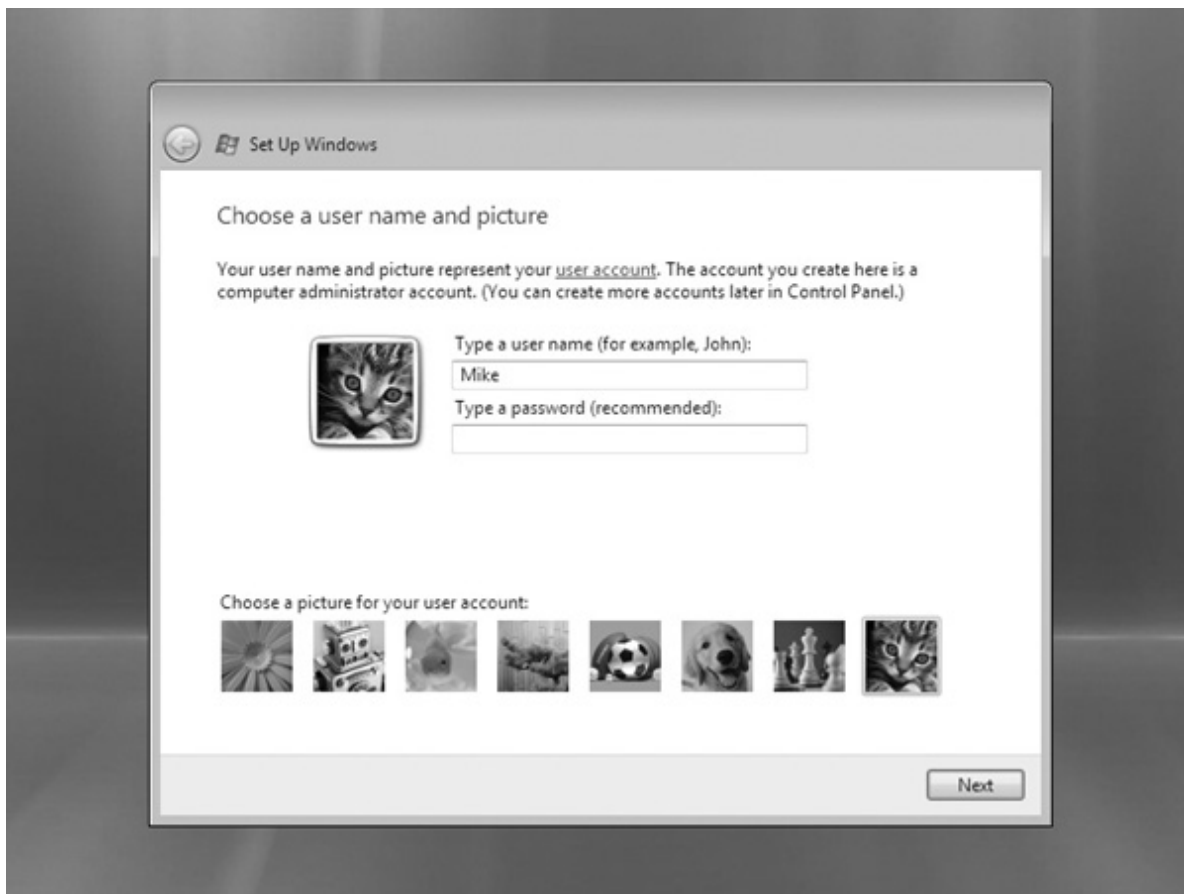 Set Up Windows
Choose a user name and picture
Your user name and picture represent your user account. The account you create here is a
computer administrator account. (You can create more accounts later in Control Panel.)
Type a user name (for example, John):
Mike
Type a password (recommended):
Choose a picture for your user account:
Next